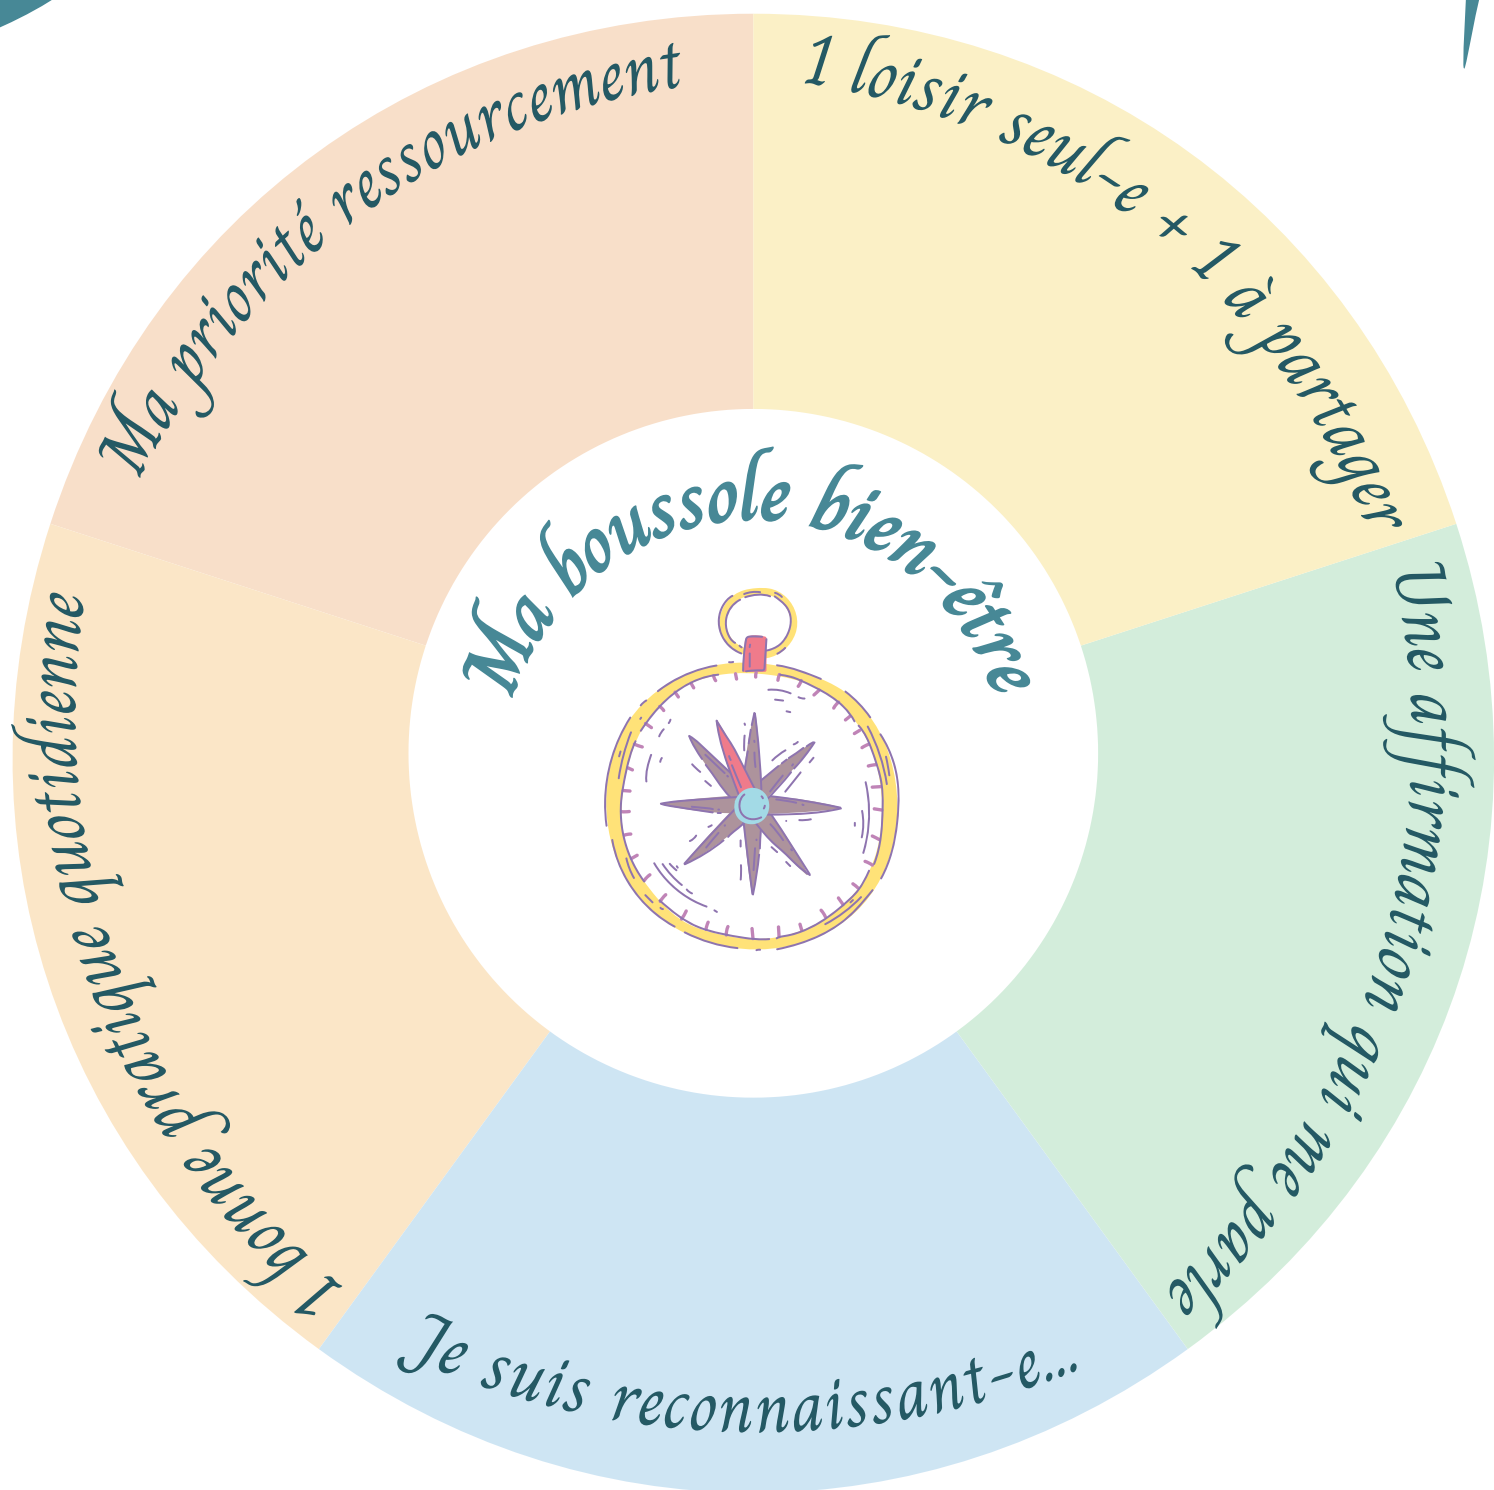 Ma boussole bien-être
Ma priorité ressourcement
1 loisir seul-e + 1 à partager
Une affirmation qui me parle
Je suis reconnaissant-e...
1 bonne pratique quotidienne